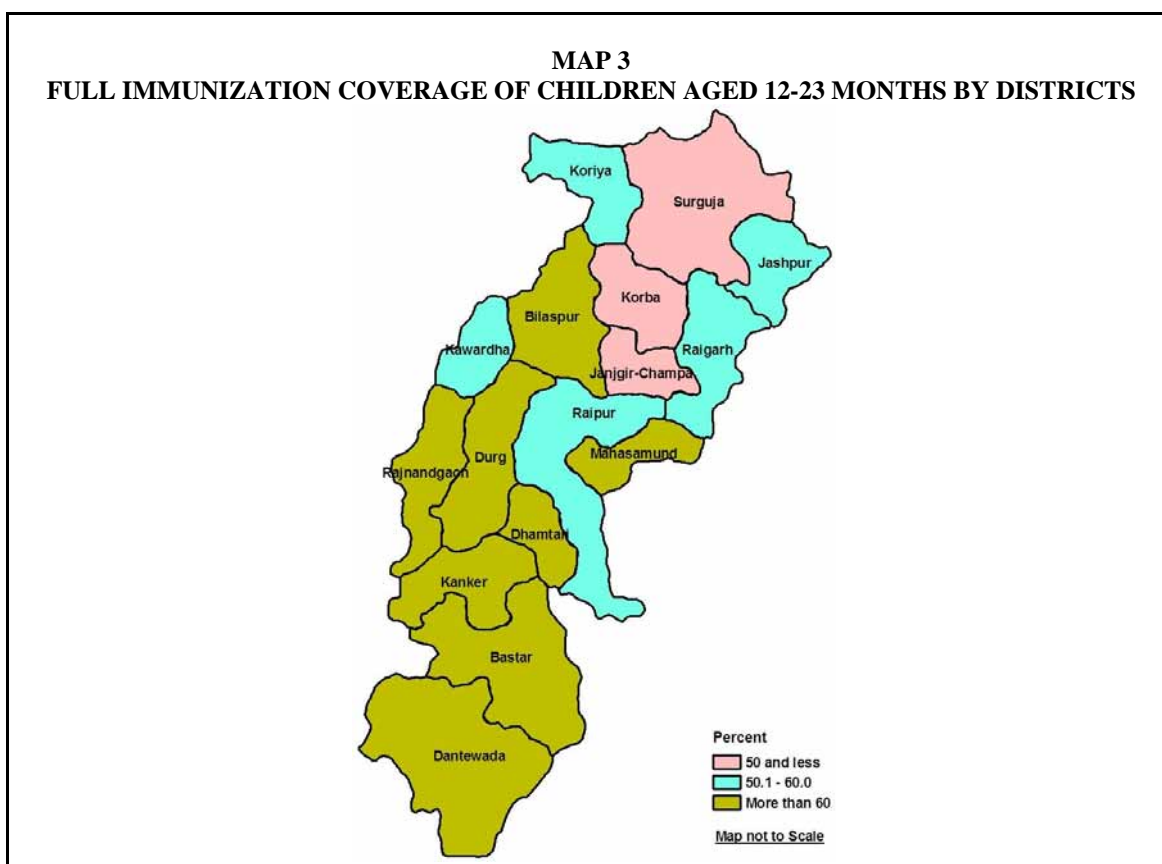 MAP 3
FULL IMMUNIZATION COVERAGE OF CHILDREN AGED 12-23 MONTHS BY DISTRICTS
Koriya
Surguja
Jashpur
Korba
Bilaspur
Kawardha
Raigarh
Janjgir-Champa
Raipur
Mahasamund
Durg
Rajnandgaon
Dhamtari
Kanker
Bastar
Dantewada
Percent
50 and less
50.1 - 60.0
More than 60
Map not to Scale